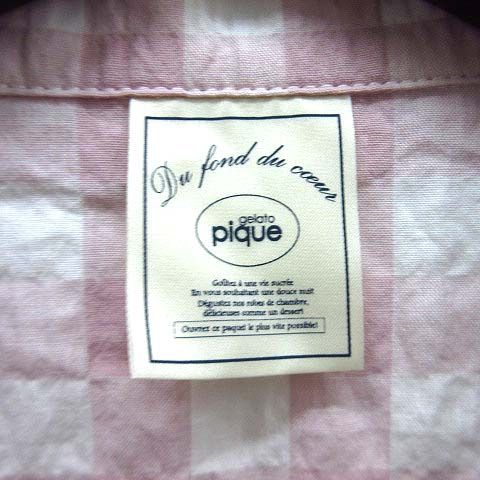 Du fond du cœur
gelato
pique
Goûtez à une vie sucrée
En vous souhaitant une douce nuit
Dégustez nos robes de chambre,
délicieuses comme un dessert
Ouvrez ce paquet le plus vite possible!